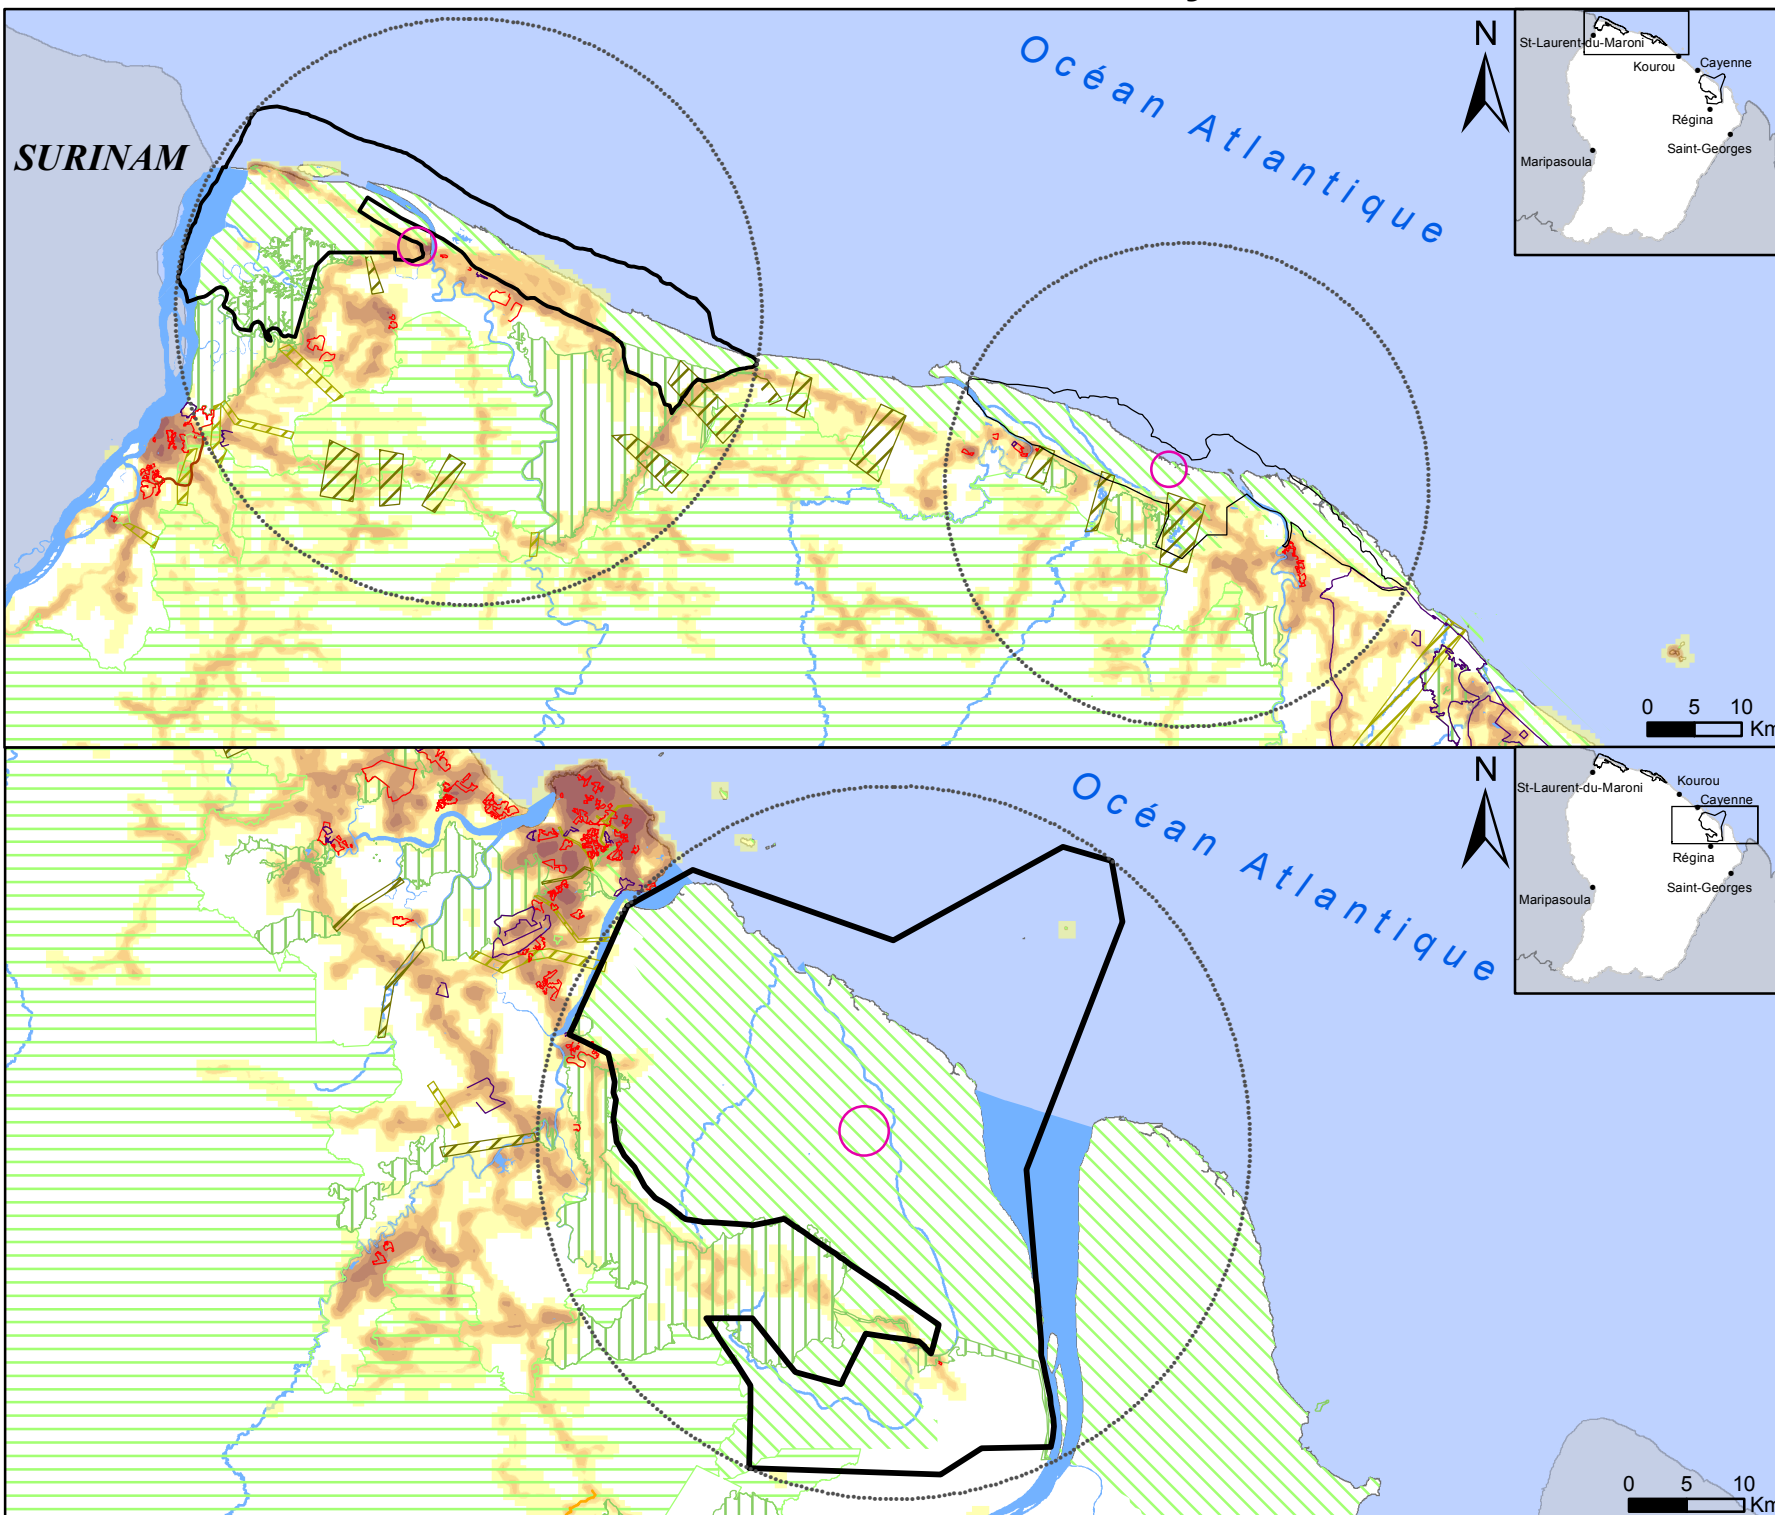 Océan Atlantique
SURINAM
N
St-Laurent-du-Maroni
Kourou
Cayenne
Régina
Saint-Georges
Maripasoula
0 5 10
Km
Océan Atlantique
N
St-Laurent-du-Maroni
Kourou
Cayenne
Régina
Saint-Georges
Maripasoula
0 5 10
Km